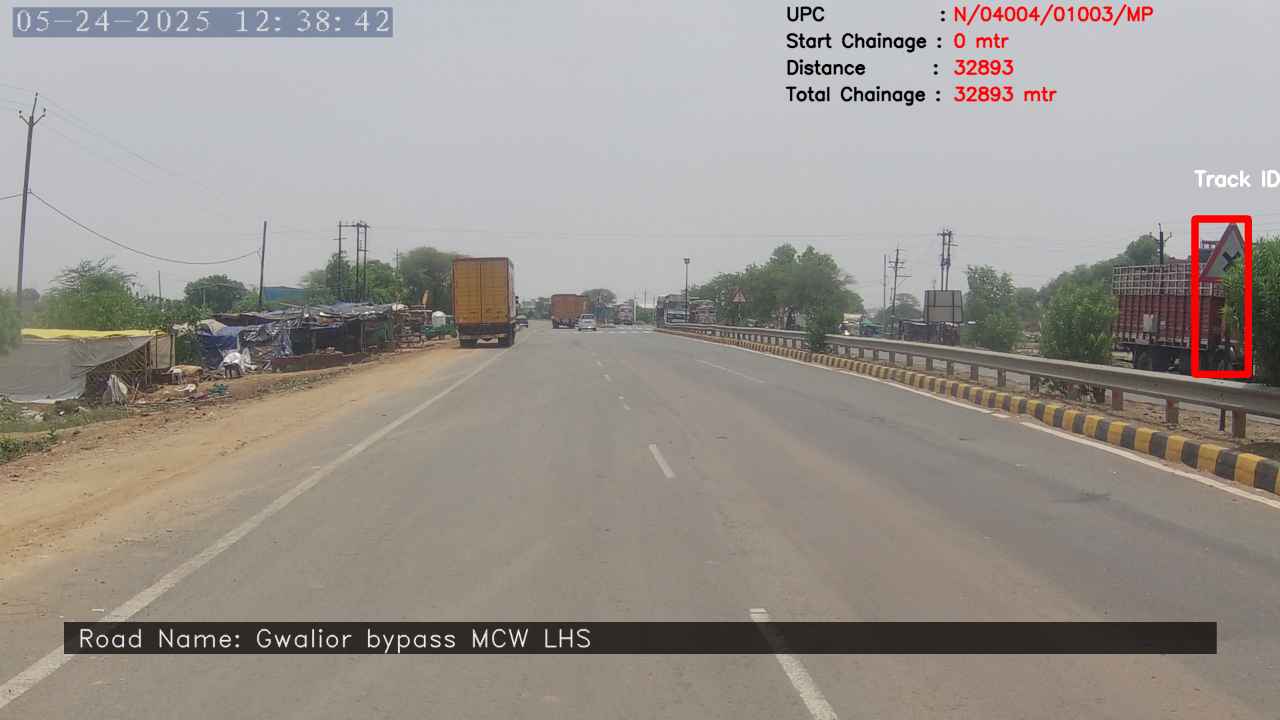 05-24-2025 12:38:42
UPC : N/04004/01003/MP
Start Chainage : 0 mtr
Distance : 32893
Total Chainage : 32893 mtr
Track ID
Road Name: Gwalior bypass MCW LHS